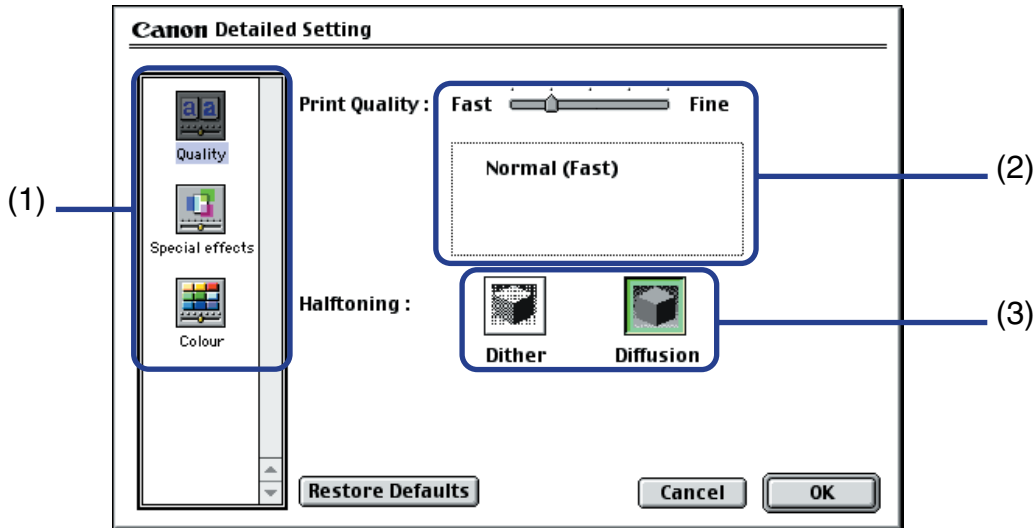 Canon Detailed Setting
(1)
Quality
Special effects
Colour
Print Quality : Fast Fine
Normal (Fast)
(2)
Halftoning :
Dither Diffusion
(3)
Restore Defaults Cancel OK